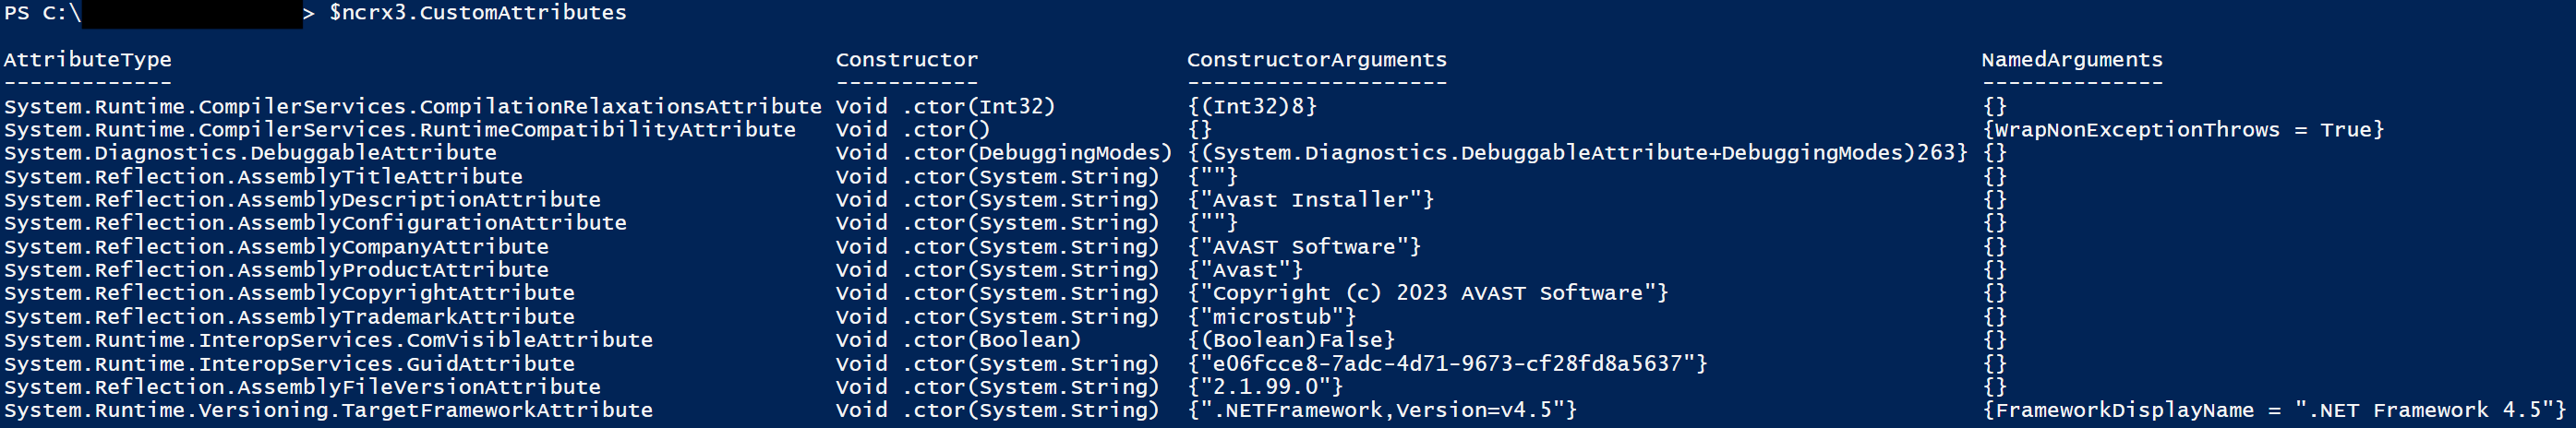 PS C:\ > $ncrx3.CustomAttributes
AttributeType Constructor ConstructorArguments NamedArguments
------------- ----------- -------------------- --------------
System.Runtime.CompilerServices.CompilationRelaxationsAttribute Void .ctor(Int32) {(Int32)8} {}
System.Runtime.CompilerServices.RuntimeCompatibilityAttribute Void .ctor() {} {WrapNonExceptionThrows = True}
System.Diagnostics.DebuggableAttribute Void .ctor(DebuggingModes) {(System.Diagnostics.DebuggableAttribute+DebuggingModes)263} {}
System.Reflection.AssemblyTitleAttribute Void .ctor(System.String) {""} {}
System.Reflection.AssemblyDescriptionAttribute Void .ctor(System.String) {"Avast Installer"} {}
System.Reflection.AssemblyConfigurationAttribute Void .ctor(System.String) {""} {}
System.Reflection.AssemblyCompanyAttribute Void .ctor(System.String) {"AVAST Software"} {}
System.Reflection.AssemblyProductAttribute Void .ctor(System.String) {"Avast"} {}
System.Reflection.AssemblyCopyrightAttribute Void .ctor(System.String) {"Copyright (c) 2023 AVAST Software"} {}
System.Reflection.AssemblyTrademarkAttribute Void .ctor(System.String) {"microstub"} {}
System.Runtime.InteropServices.ComVisibleAttribute Void .ctor(Boolean) {(Boolean)False} {}
System.Runtime.InteropServices.GuidAttribute Void .ctor(System.String) {"e06fcce8-7adc-4d71-9673-cf28fd8a5637"} {}
System.Reflection.AssemblyFileVersionAttribute Void .ctor(System.String) {"2.1.99.0"} {}
System.Runtime.Versioning.TargetFrameworkAttribute Void .ctor(System.String) {".NETFramework,Version=v4.5"} {FrameworkDisplayName = ".NET Framework 4.5"}